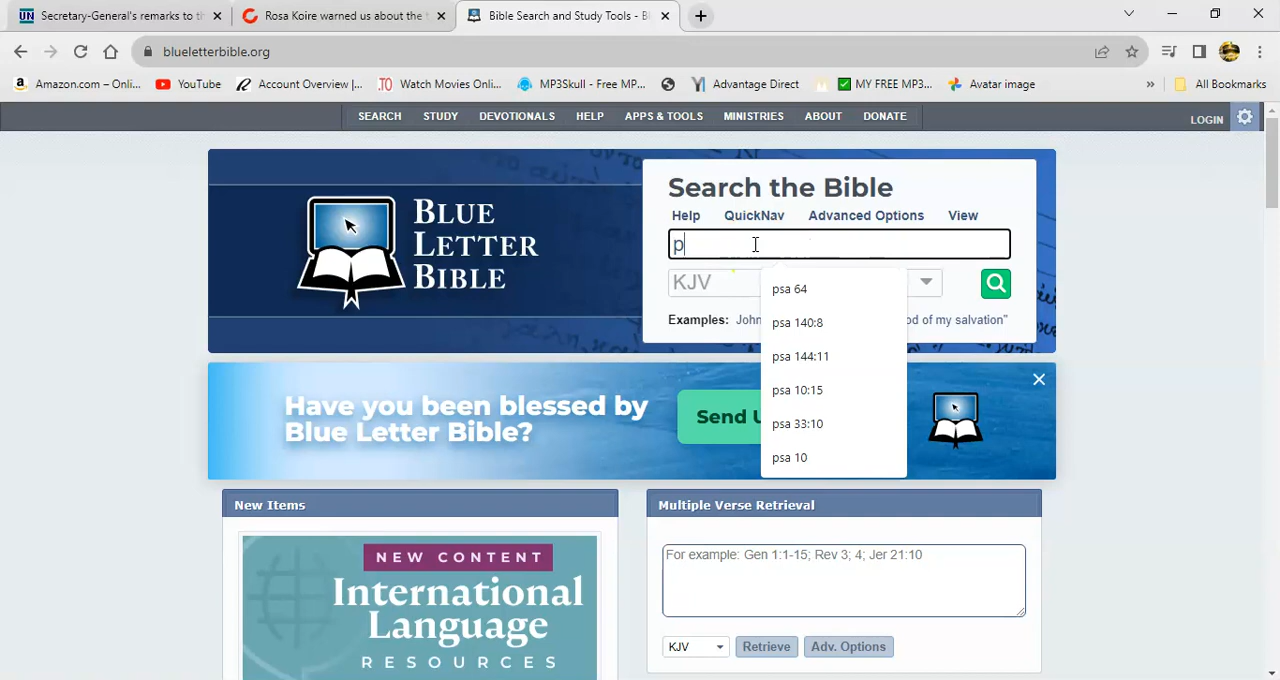 UN Secretary-General's remarks to th
Rosa Koire warned us about the t
Bible Search and Study Tools - Bl
blueletterbible.org
Amazon.com – Onli...
YouTube
Account Overview |...
TO Watch Movies Onli...
MP3Skull - Free MP...
Advantage Direct
MY FREE MP3...
Avatar image
» All Bookmarks
SEARCH STUDY DEVOTIONALS HELP APPS & TOOLS MINISTRIES ABOUT DONATE
LOGIN
BLUE
LETTER
BIBLE
Search the Bible
Help QuickNav Advanced Options View
p
KJV
psa 64
psa 140:8
psa 144:11
psa 10:15
psa 33:10
psa 10
Examples: John od of my salvation"
Have you been blessed by
Blue Letter Bible?
Send U
New Items
NEW CONTENT
International
Language
RESOURCES
Multiple Verse Retrieval
For example: Gen 1:1-15; Rev 3; 4; Jer 21:10
KJV Retrieve Adv. Options